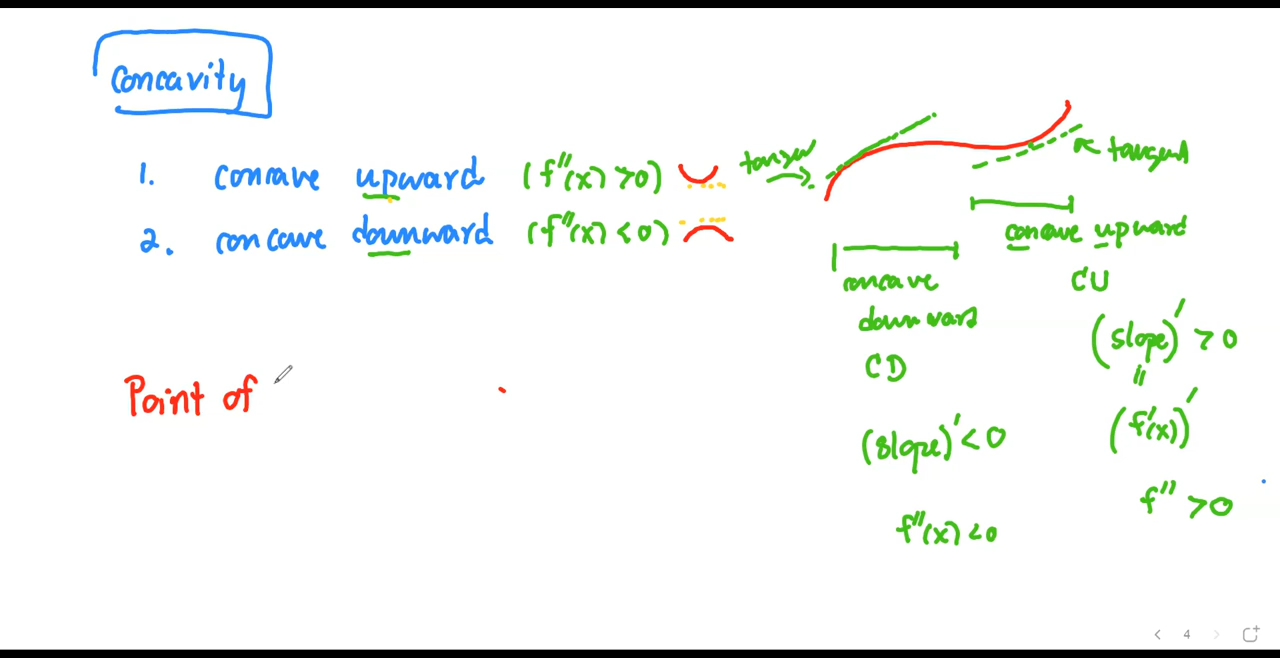 Concavity
1. concave upward (f''(x) > 0)
2. concave downward (f''(x) < 0)
tangent
tangent
concave upward
CU
concave
downward
CD
(slope)' > 0
=
(f'(x))'
(slope)' < 0
f'' > 0
f''(x) < 0
Point of
4